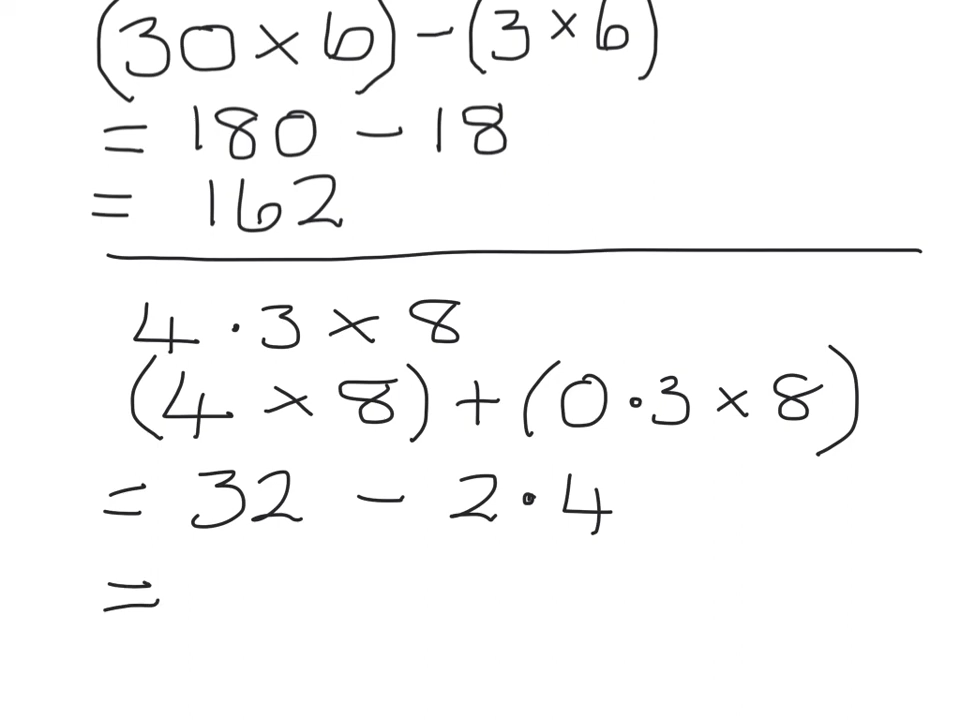 (30 × 6) - (3 × 6)
= 180 - 18
= 162
4·3 × 8
(4 × 8) + (0·3 × 8)
= 32 - 2·4
=